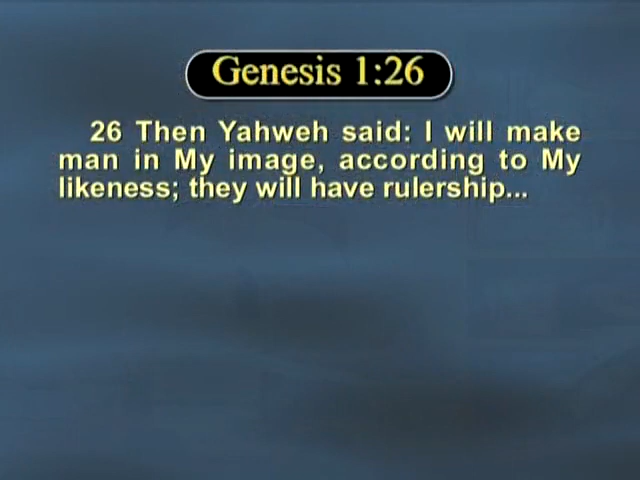 Genesis 1:26
26 Then Yahweh said: I will make
man in My image, according to My
likeness; they will have rulership...